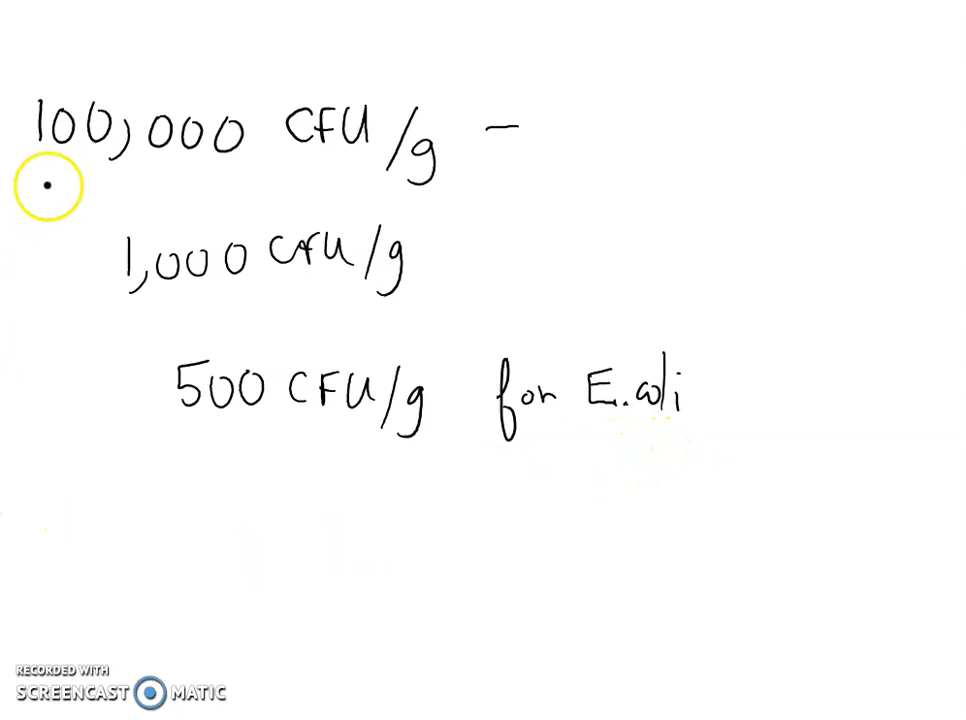 100,000 CFU/g -
1,000 CFU/g
500 CFU/g for E.coli
RECORDED WITH
SCREENCAST MATIC